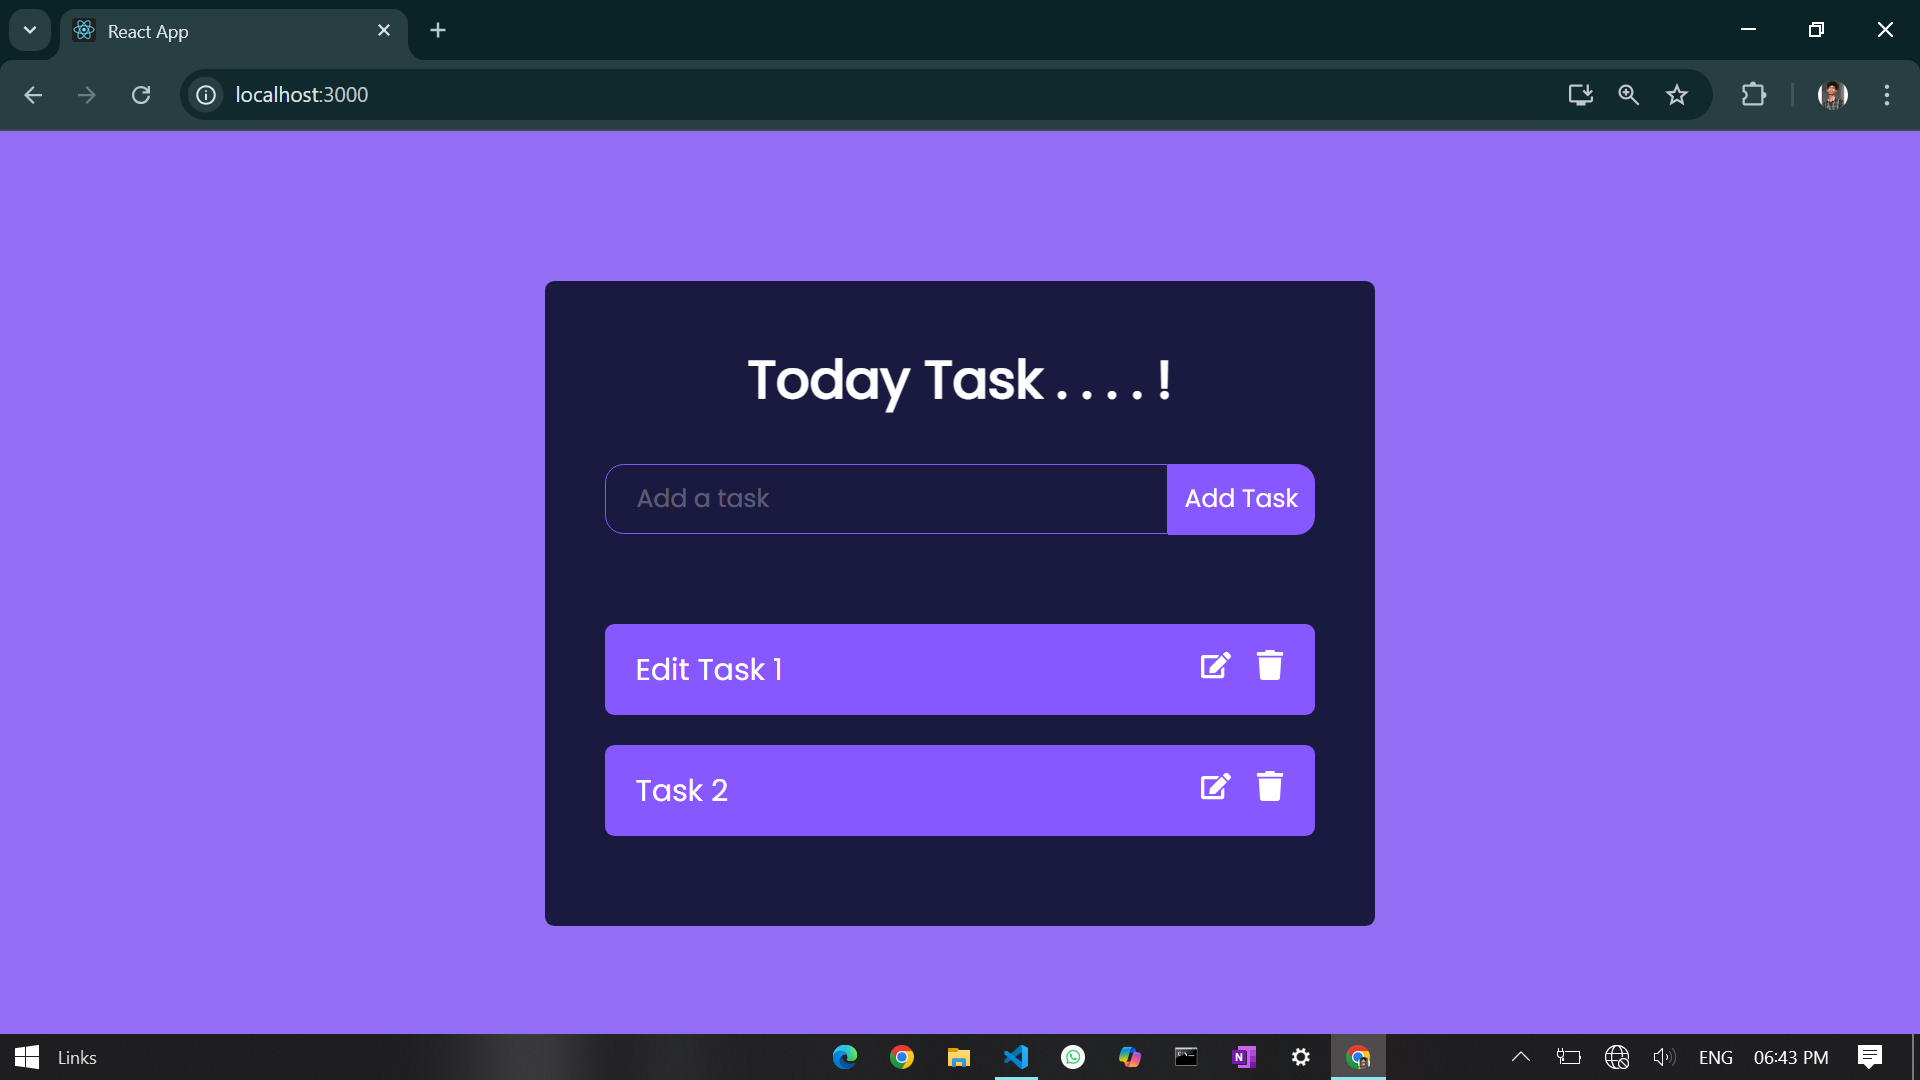 React App
localhost:3000
Today Task . . . . !
Add a task
Add Task
Edit Task 1
Task 2
Links
ENG
06:43 PM